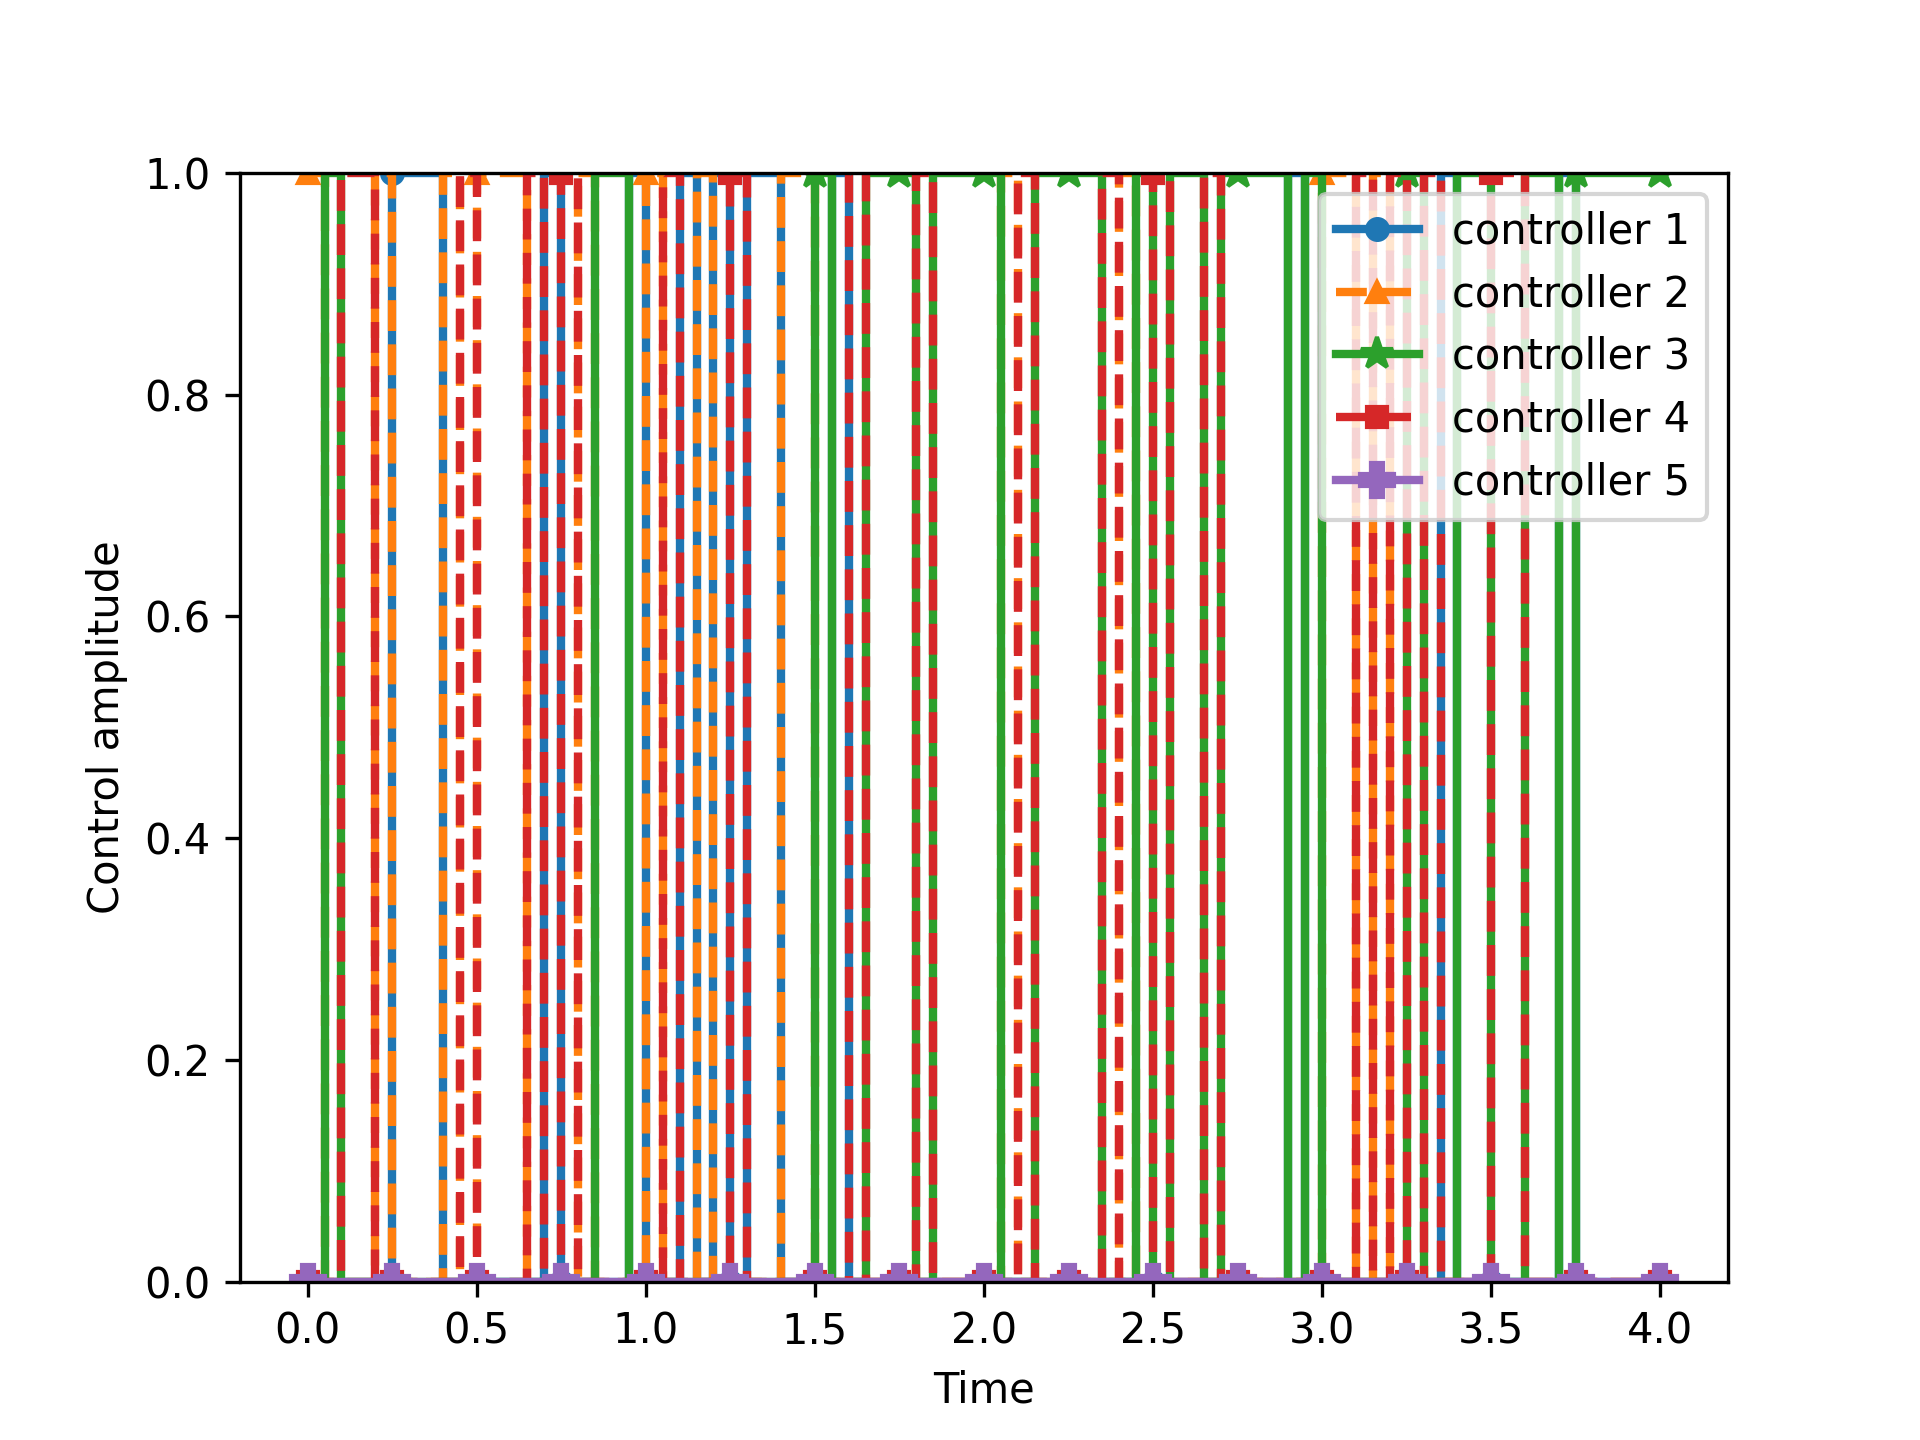 1.0
0.8
0.6
0.4
0.2
0.0
Control amplitude
controller 1
controller 2
controller 3
controller 4
controller 5
0.0 0.5 1.0 1.5 2.0 2.5 3.0 3.5 4.0
Time